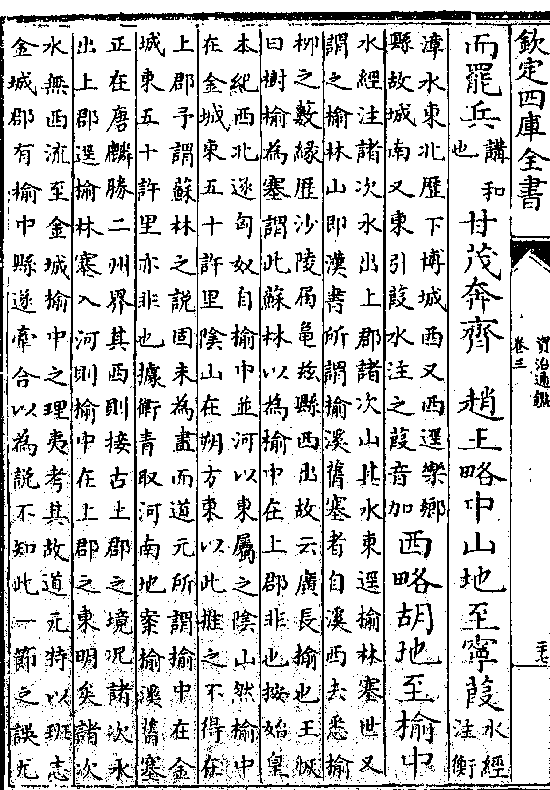 欽定四庫全書
資治通鑑
卷三
二十七
而罷兵講和也甘茂奔齊 趙王略中山地至寧葭水經注衡
漳水東北歷下博城西又西逕樂鄉
縣故城南又東引葭水注之葭音加
西略胡地至榆中
水經注諸次水出上郡諸次山其水東逕榆林塞世又
謂之榆林山即漢書所謂榆溪舊塞者自溪西去悉榆
柳之藪緣歷沙陵屆龜兹縣西出故云廣長榆也王恢
曰樹榆為塞謂此蘇林以為榆中在上郡非也按始皇
本紀西北逐匈奴自榆中並河以東屬之陰山然榆中
在金城東五十許里陰山在朔方東以此推之不得在
上郡予謂蘇林之說固未為盡而道元所謂榆中在金
城東五十許里亦非也據衛青取河南地案榆溪舊塞
正在唐麟勝二州界其西則接古上郡之境况諸次水
出上郡逕榆林塞入河則榆中在上郡之東明矣諸次
水無西流至金城榆中之理夷考其故道元特以班志
金城郡有榆中縣遂牽合以為說不知此一節之誤尤